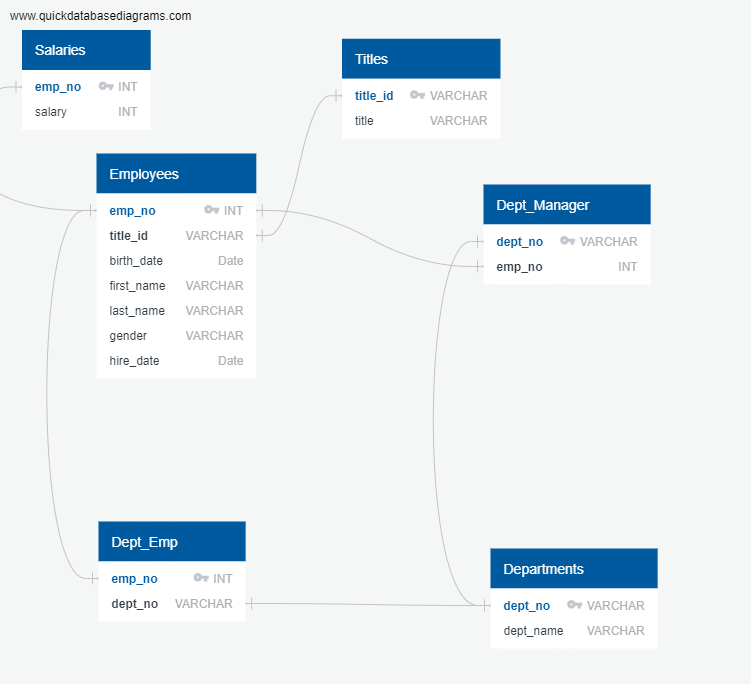 www.quickdatabasediagrams.com
Salaries
emp_no INT
salary INT
Titles
title_id VARCHAR
title VARCHAR
Employees
emp_no INT
title_id VARCHAR
birth_date Date
first_name VARCHAR
last_name VARCHAR
gender VARCHAR
hire_date Date
Dept_Manager
dept_no VARCHAR
emp_no INT
Dept_Emp
emp_no INT
dept_no VARCHAR
Departments
dept_no VARCHAR
dept_name VARCHAR